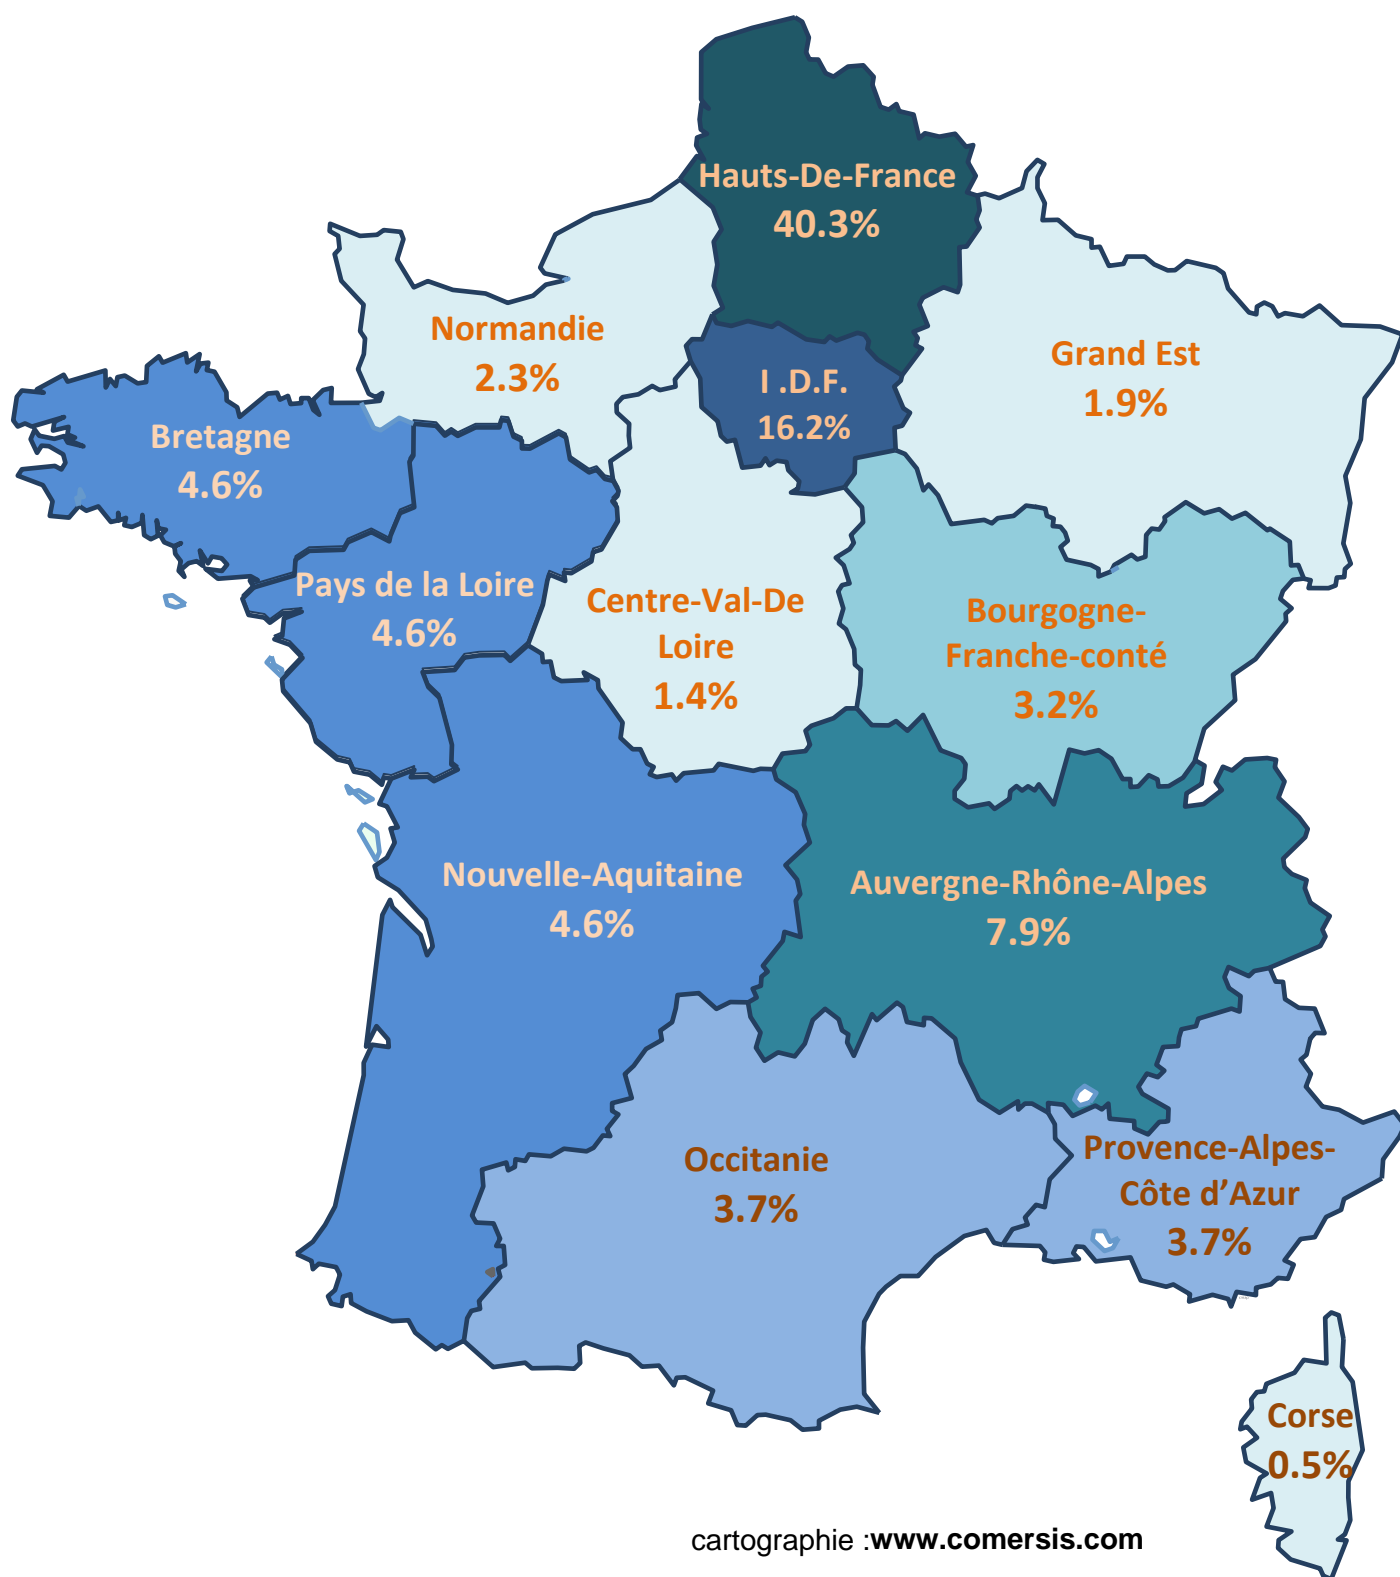 Hauts-De-France
40.3%
Normandie
2.3%
I .D.F.
16.2%
Grand Est
1.9%
Bretagne
4.6%
Pays de la Loire
4.6%
Centre-Val-De
Loire
1.4%
Bourgogne-
Franche-conté
3.2%
Nouvelle-Aquitaine
4.6%
Auvergne-Rhône-Alpes
7.9%
Occitanie
3.7%
Provence-Alpes-
Côte d’Azur
3.7%
Corse
0.5%
cartographie :www.comersis.com